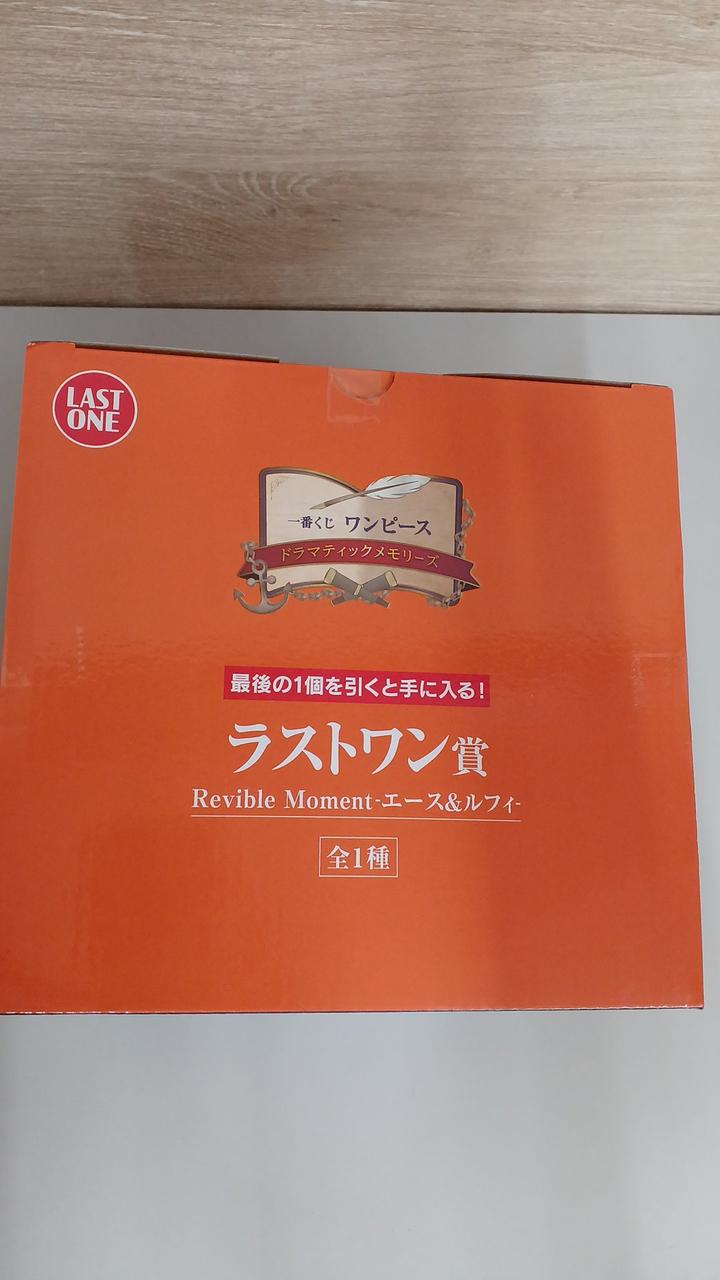 LAST
ONE
一番くじ ワンピース
ドラマティックメモリーズ
最後の1個を引くと手に入る!
ラストワン賞
Revible Moment-エース&ルフィ-
全1種